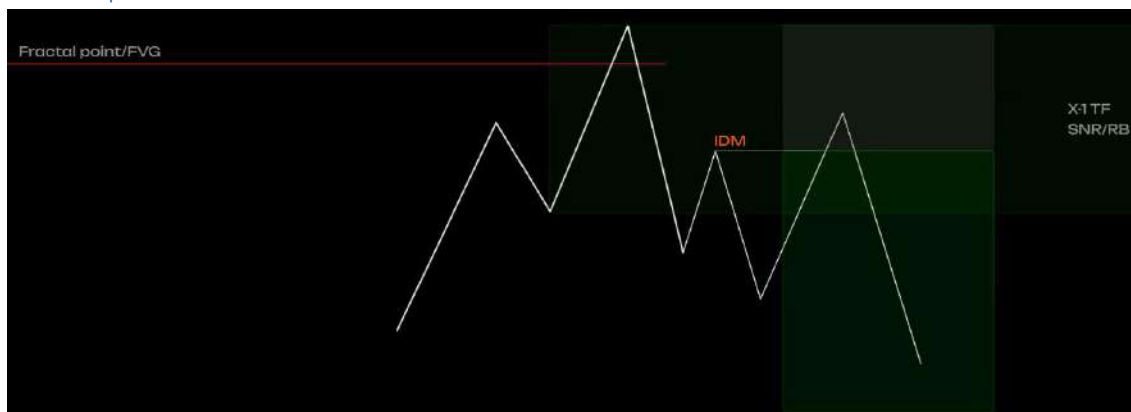 Fractal point/FVG
IDM
X-1 TF
SNR/RB